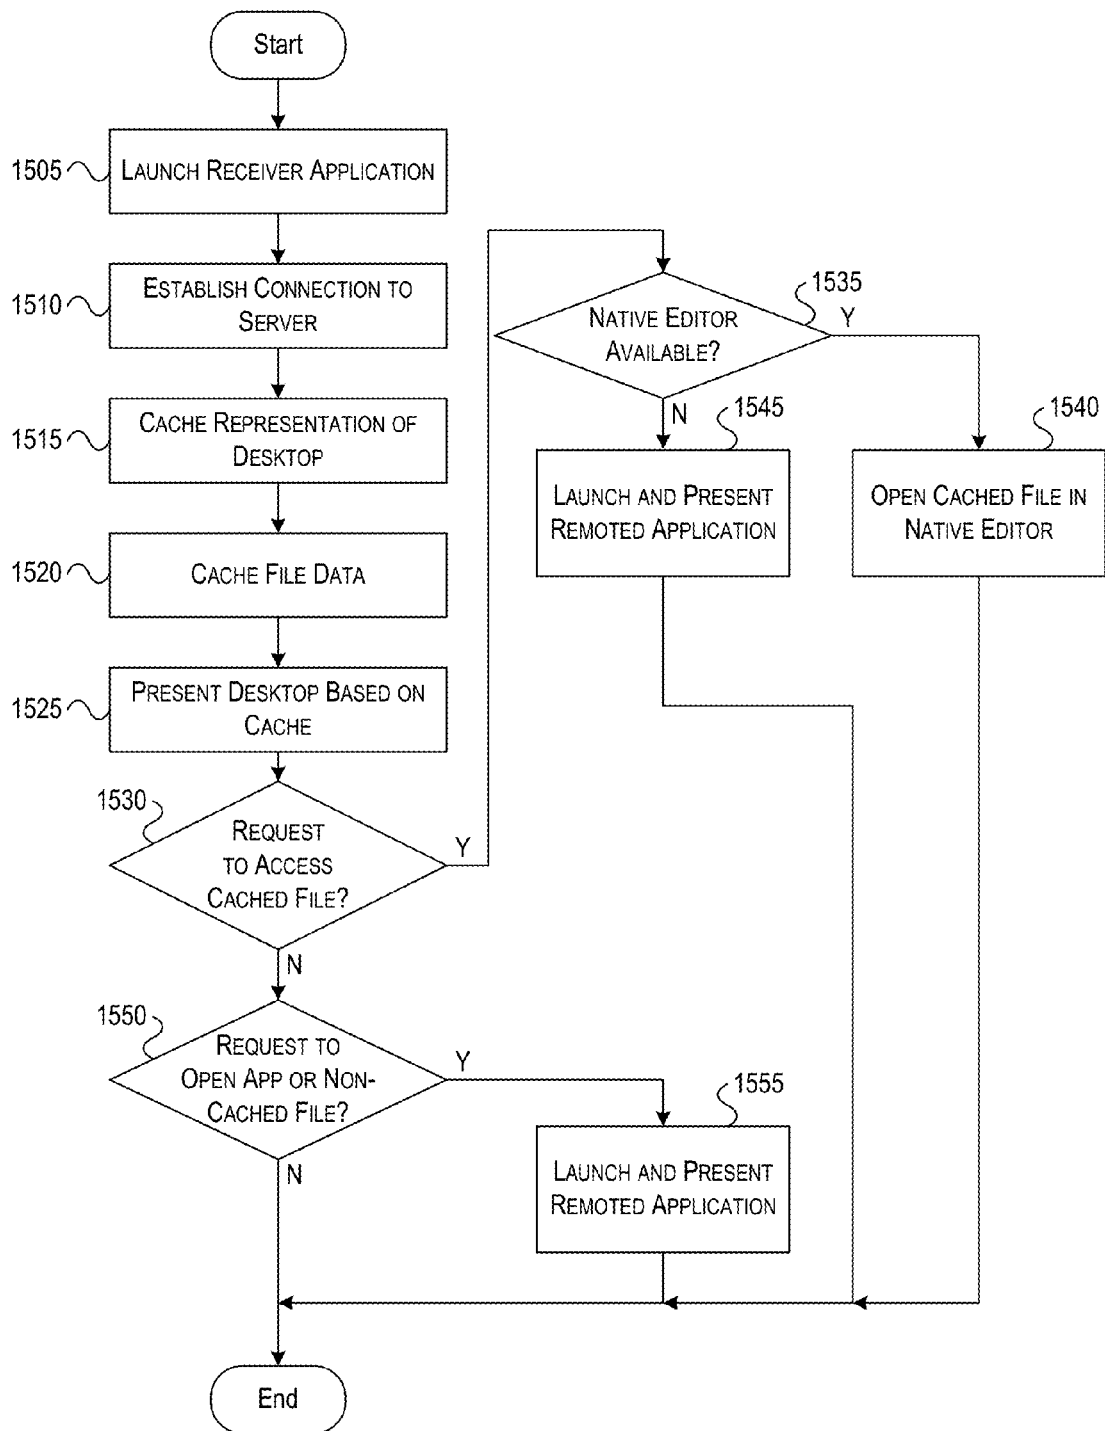 Start
1505
LAUNCH RECEIVER APPLICATION
1510
ESTABLISH CONNECTION TO
SERVER
1515
CACHE REPRESENTATION OF
DESKTOP
1520
CACHE FILE DATA
1525
PRESENT DESKTOP BASED ON
CACHE
1530
REQUEST
TO ACCESS
CACHED FILE?
Y
N
1535
NATIVE EDITOR
AVAILABLE?
Y
N
1545
LAUNCH AND PRESENT
REMOTED APPLICATION
1540
OPEN CACHED FILE IN
NATIVE EDITOR
1550
REQUEST TO
OPEN APP OR NON-
CACHED FILE?
Y
N
1555
LAUNCH AND PRESENT
REMOTED APPLICATION
End